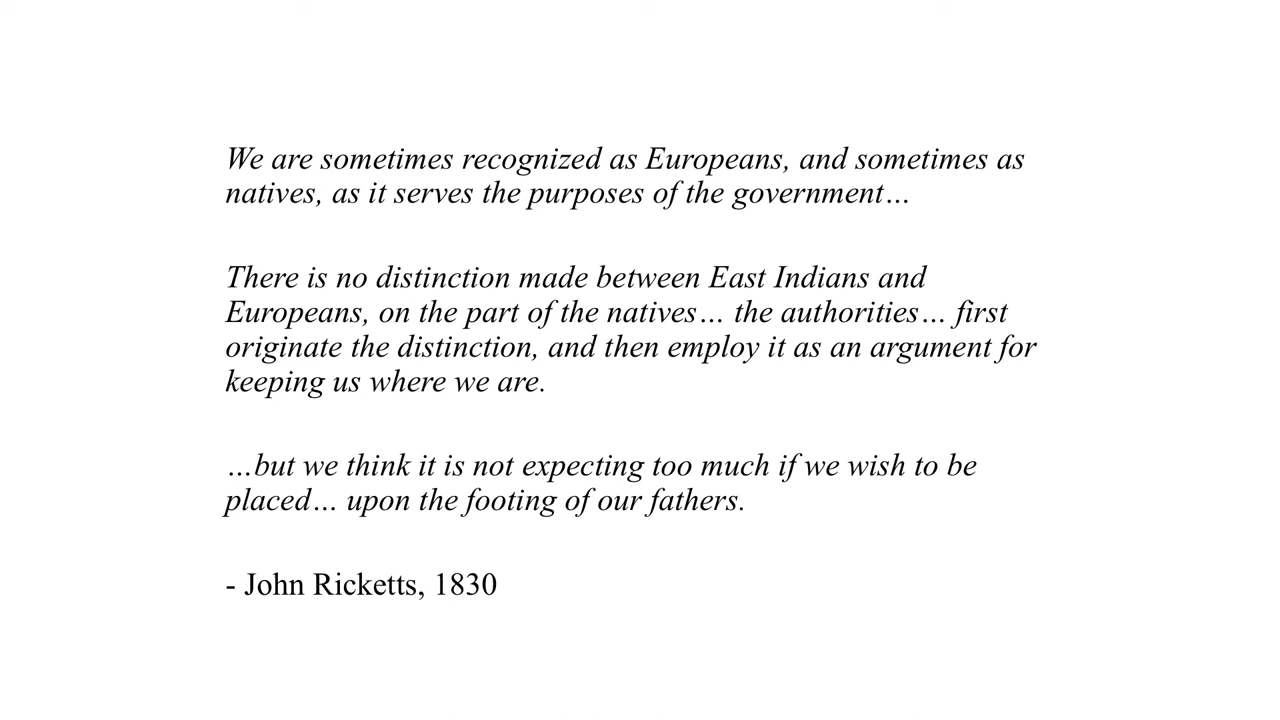 We are sometimes recognized as Europeans, and sometimes as
natives, as it serves the purposes of the government…
There is no distinction made between East Indians and
Europeans, on the part of the natives… the authorities… first
originate the distinction, and then employ it as an argument for
keeping us where we are.
…but we think it is not expecting too much if we wish to be
placed… upon the footing of our fathers.
- John Ricketts, 1830